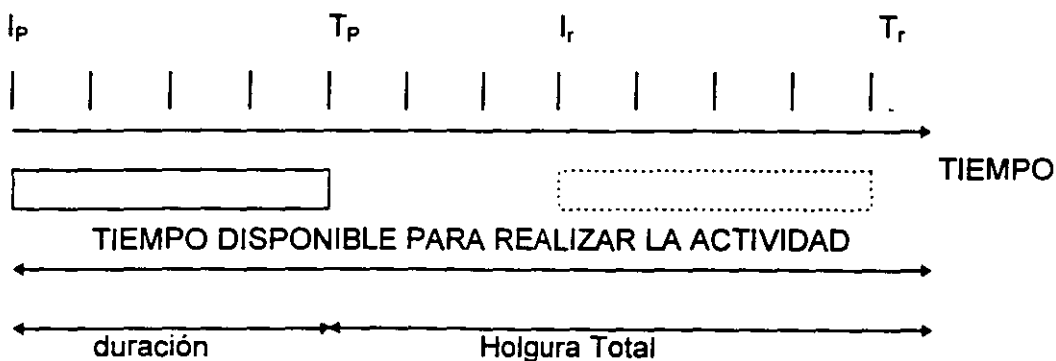 IP TP Ir Tr
TIEMPO
TIEMPO DISPONIBLE PARA REALIZAR LA ACTIVIDAD
duración Holgura Total